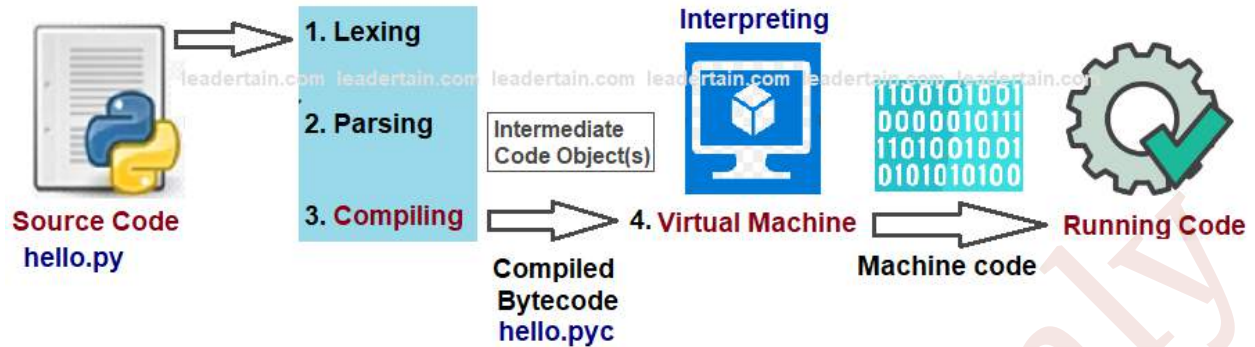 Interpreting
1. Lexing
leadertain.com leadertain.com leadertain.com leadertain.com leadertain.com leadertain.com
2. Parsing
Intermediate
Code Object(s)
1100101001
0000010111
1101001001
0101010100
Source Code
hello.py
3. Compiling
4. Virtual Machine
Running Code
Compiled
Bytecode
hello.pyc
Machine code